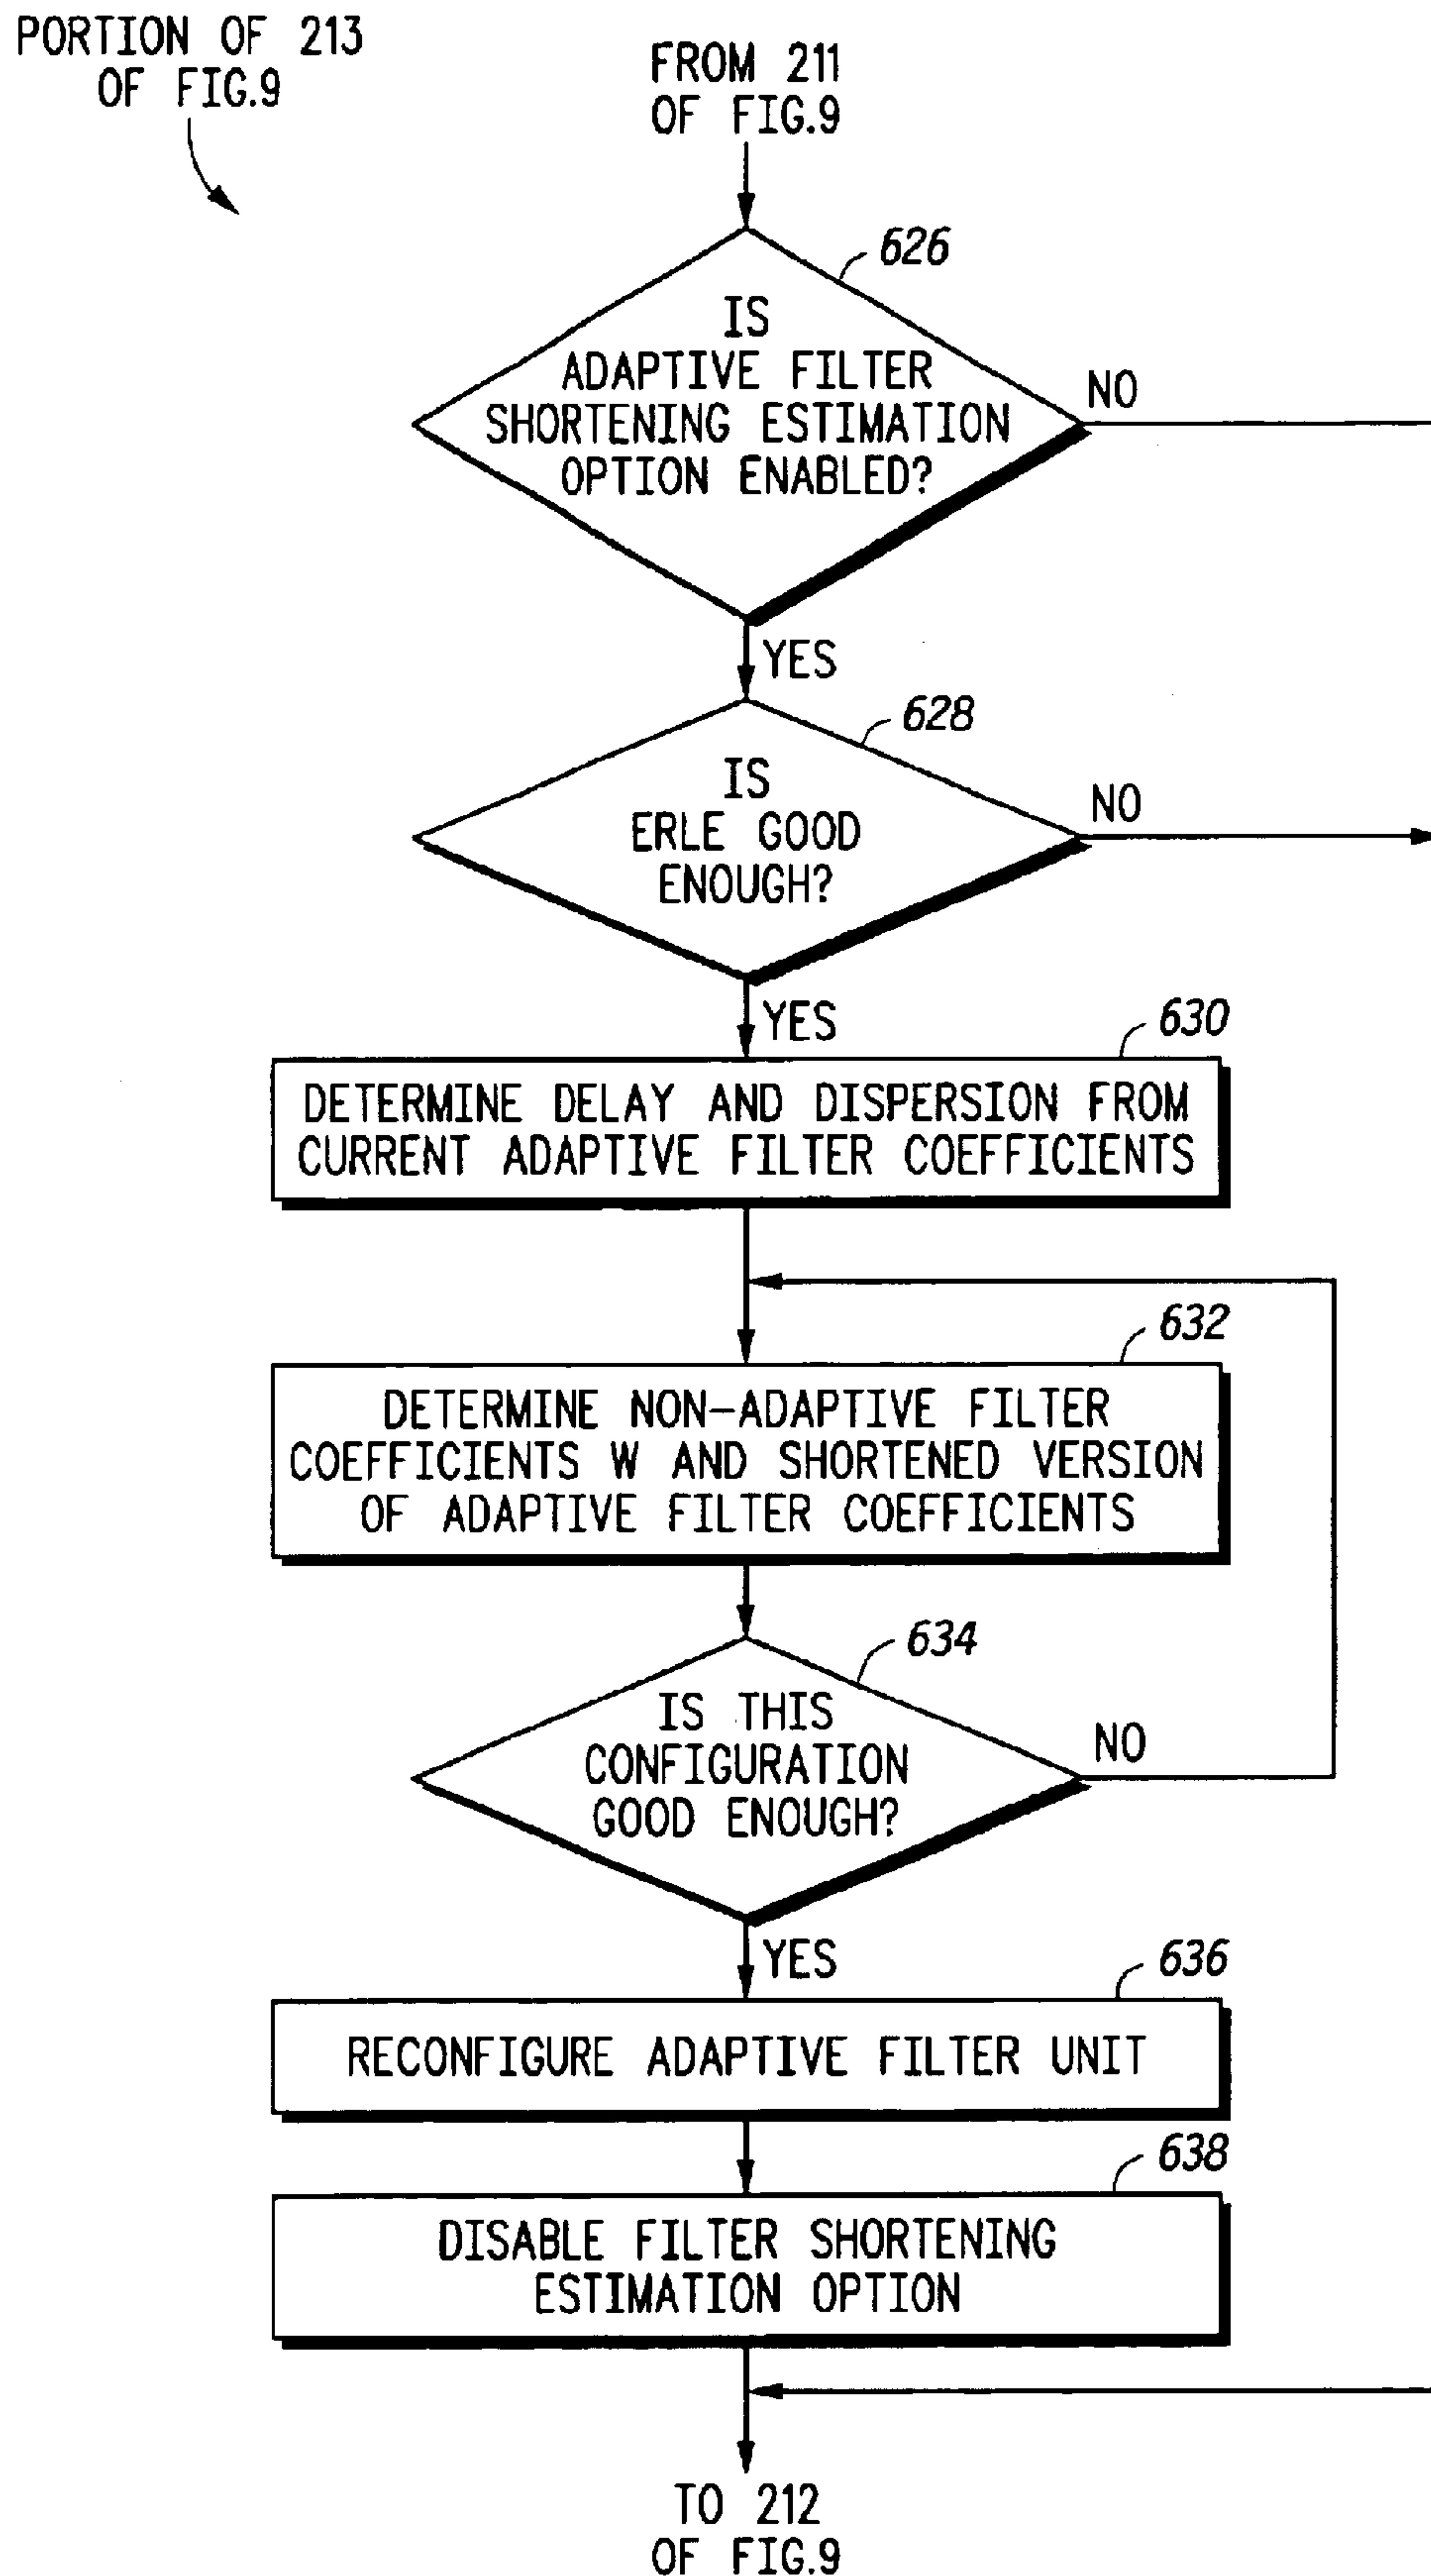 PORTION OF 213
OF FIG.9
FROM 211
OF FIG.9
626
IS
ADAPTIVE FILTER
SHORTENING ESTIMATION
OPTION ENABLED?
NO
YES
628
IS
ERLE GOOD
ENOUGH?
NO
YES
630
DETERMINE DELAY AND DISPERSION FROM
CURRENT ADAPTIVE FILTER COEFFICIENTS
632
DETERMINE NON-ADAPTIVE FILTER
COEFFICIENTS W AND SHORTENED VERSION
OF ADAPTIVE FILTER COEFFICIENTS
634
IS THIS
CONFIGURATION
GOOD ENOUGH?
NO
YES
636
RECONFIGURE ADAPTIVE FILTER UNIT
638
DISABLE FILTER SHORTENING
ESTIMATION OPTION
TO 212
OF FIG.9